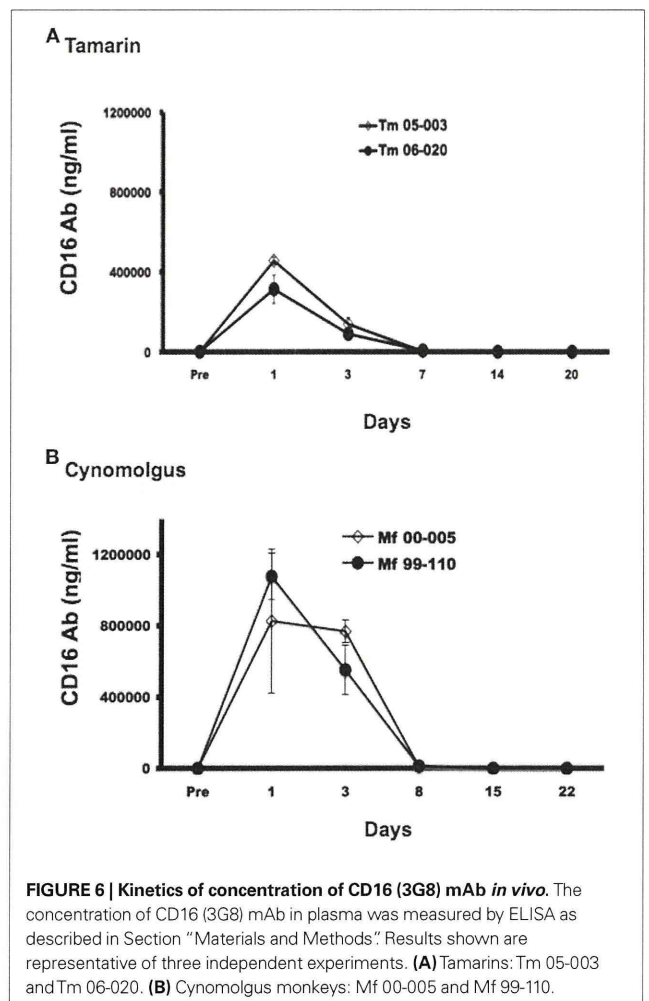 A Tamarin
1200000
800000
400000
0
CD16 Ab (ng/ml)
Tm 05-003
Tm 06-020
Pre 1 3 7 14 20
Days
B Cynomolgus
1200000
800000
400000
0
CD16 Ab (ng/ml)
Mf 00-005
Mf 99-110
Pre 1 3 8 15 22
Days
FIGURE 6 | Kinetics of concentration of CD16 (3G8) mAb in vivo. The
concentration of CD16 (3G8) mAb in plasma was measured by ELISA as
described in Section "Materials and Methods". Results shown are
representative of three independent experiments. (A) Tamarins: Tm 05-003
and Tm 06-020. (B) Cynomolgus monkeys: Mf 00-005 and Mf 99-110.